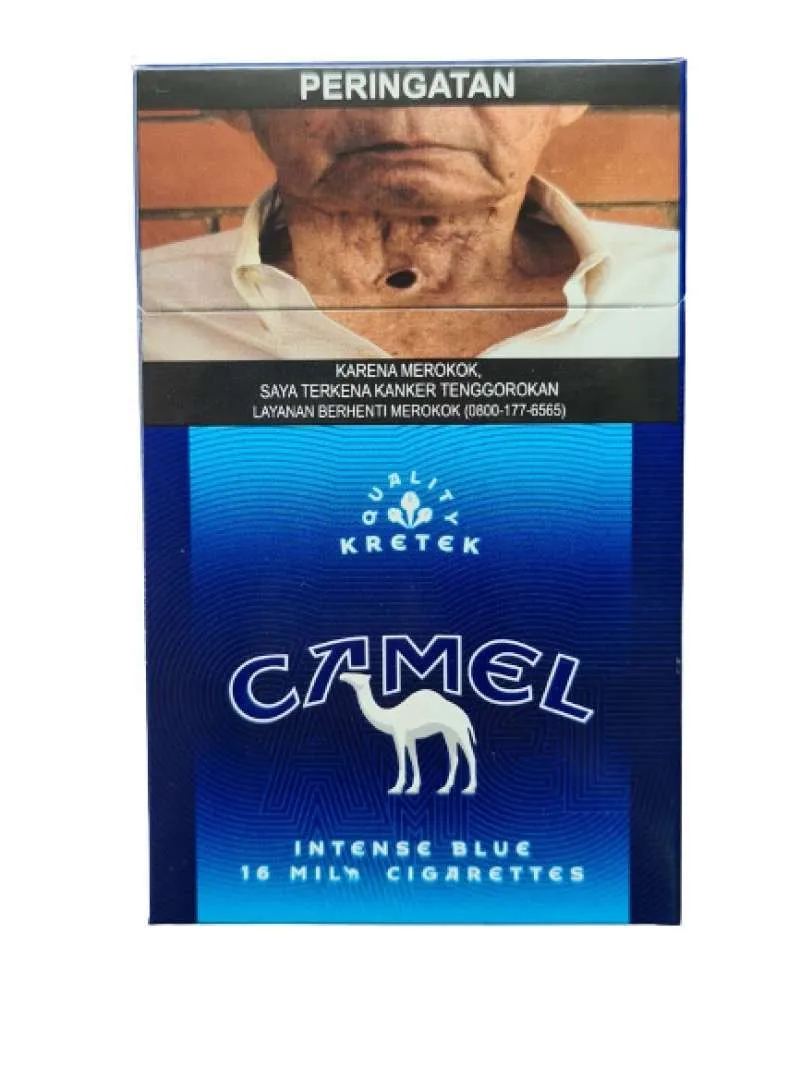 PERINGATAN
KARENA MEROKOK,
SAYA TERKENA KANKER TENGGOROKAN
LAYANAN BERHENTI MEROKOK (0800-177-6565)
QUALITY
KRETEK
CAMEL
INTENSE BLUE
16 CIGARETTES